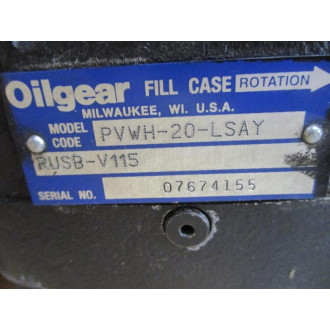 Oilgear FILL CASE ROTATION
MILWAUKEE, WI. U.S.A.
MODEL CODE PVWH-20-LSAY
RUSB-V115
SERIAL NO. 07674155